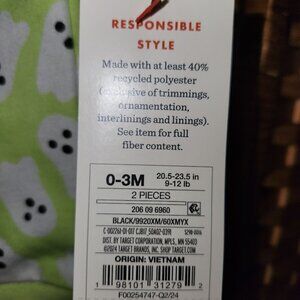 RESPONSIBLE
STYLE
Made with at least 40%
recycled polyester
of trimmings,
ornamentation,
interlinings and linings).
See item for full
fiber content.
0-3M
20.5-23.5 in
9-12 lb
2 PIECES
206 09 6960
BLACK/9920XM/60XMYX
DIST. BY TARGET CORPORATION, MPLS, MN 55403
©2024 TARGET BRANDS, INC. SHOP TARGET.COM
ORIGIN: VIETNAM
1 98101 31279 2
F00254747-Q2/24